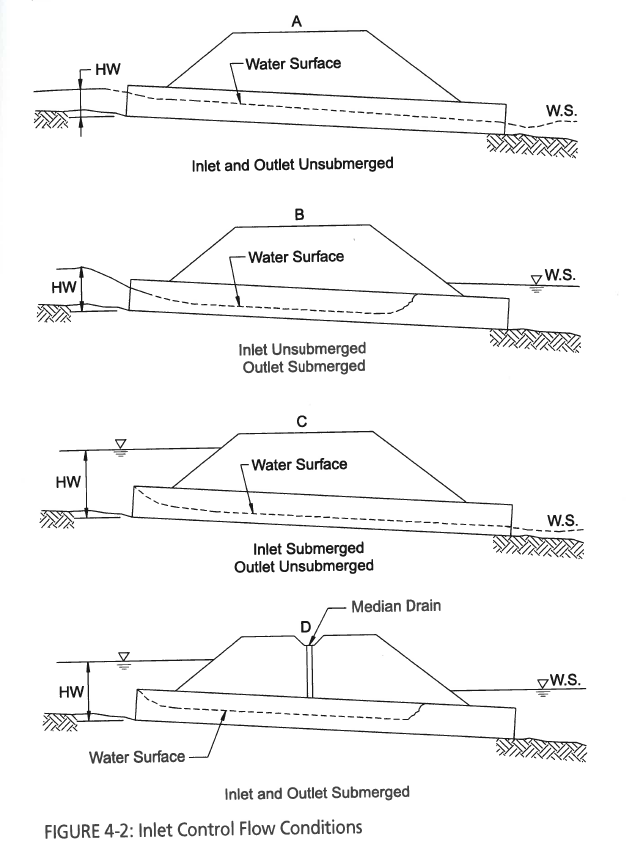 A
HW
Water Surface
W.S.
Inlet and Outlet Unsubmerged
B
Water Surface
W.S.
HW
Inlet Unsubmerged
Outlet Submerged
C
Water Surface
HW
W.S.
Inlet Submerged
Outlet Unsubmerged
Median Drain
D
W.S.
HW
Water Surface
Inlet and Outlet Submerged
FIGURE 4-2: Inlet Control Flow Conditions